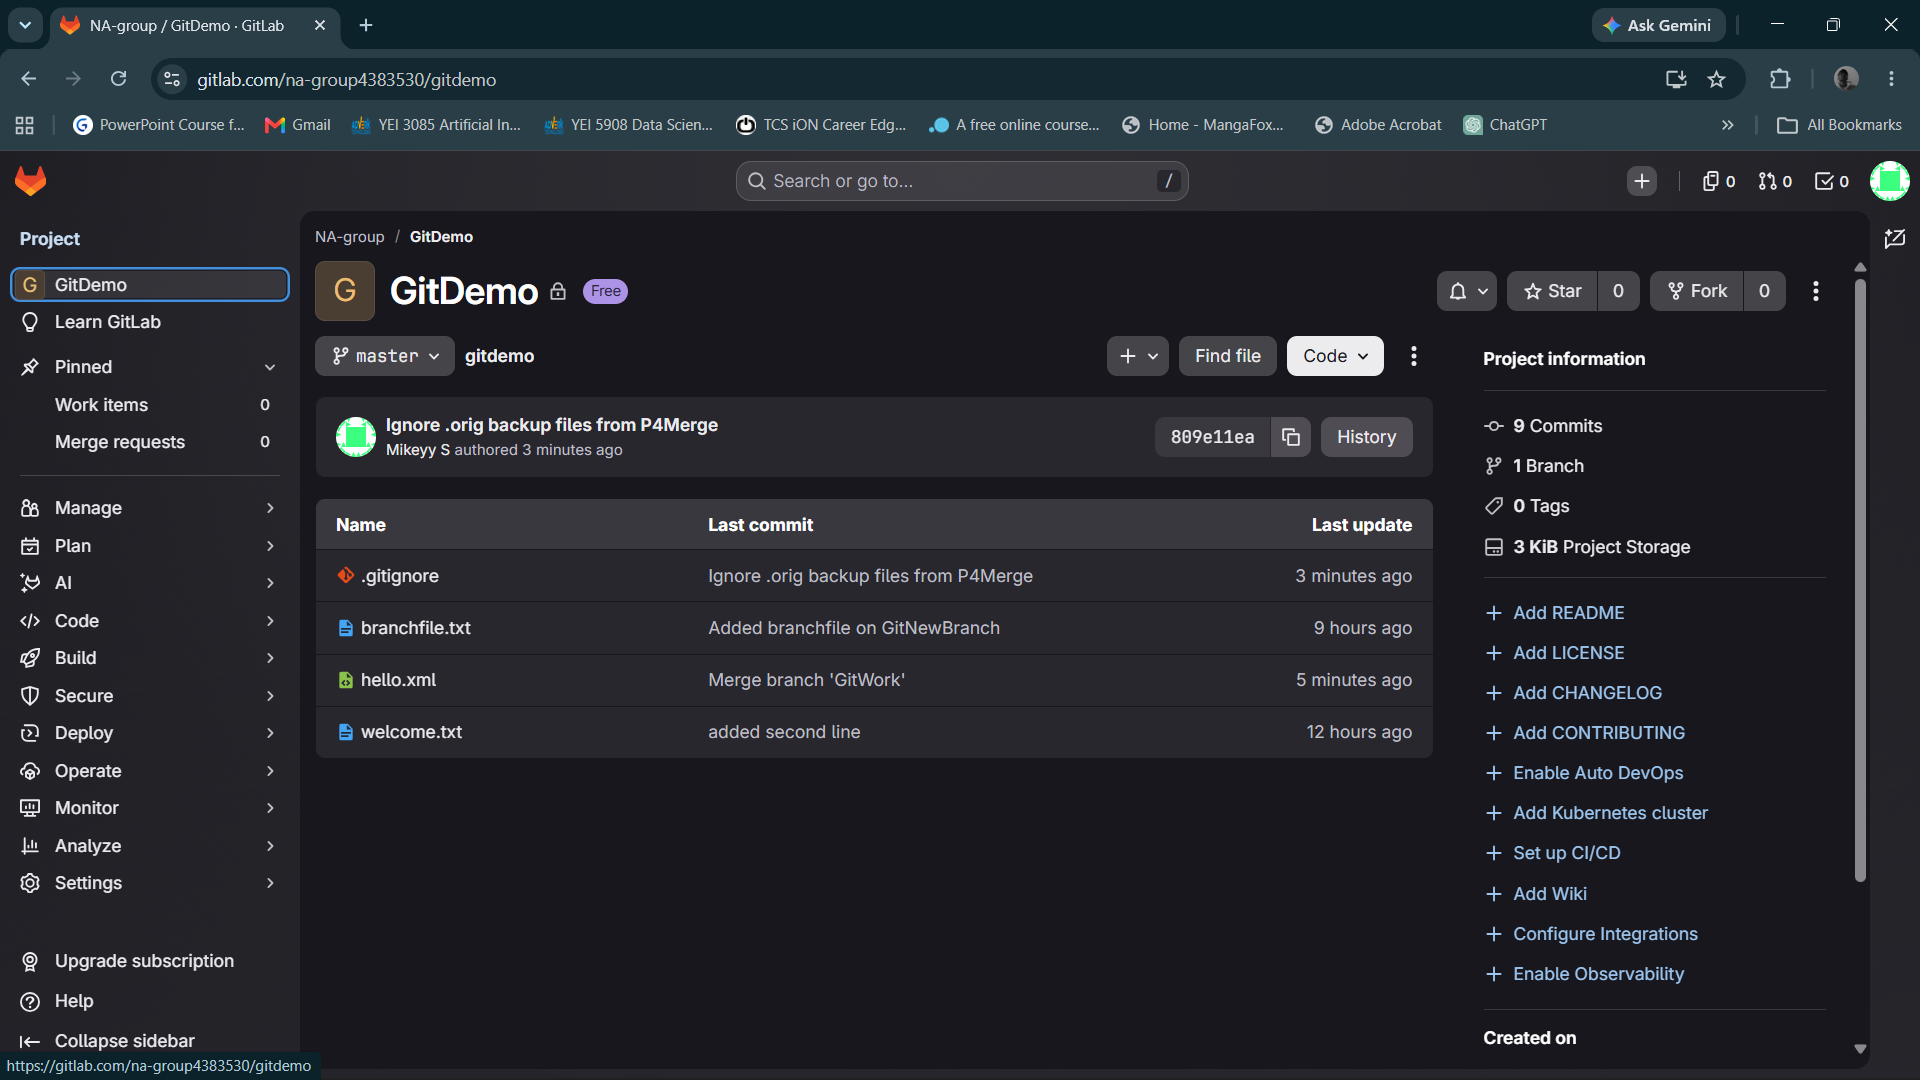 NA-group / GitDemo · GitLab
Ask Gemini
gitlab.com/na-group4383530/gitdemo
PowerPoint Course f...
Gmail
YEI 3085 Artificial In...
YEI 5908 Data Scien...
TCS iON Career Edg...
A free online course...
Home - MangaFox...
Adobe Acrobat
ChatGPT
All Bookmarks
Search or go to...
/
0
0
0
Project
G GitDemo
Learn GitLab
Pinned
Work items 0
Merge requests 0
Manage
Plan
AI
Code
Build
Secure
Deploy
Operate
Monitor
Analyze
Settings
Upgrade subscription
Help
Collapse sidebar
https://gitlab.com/na-group4383530/gitdemo
NA-group / GitDemo
G
GitDemo
Free
Star 0
Fork 0
master
gitdemo
Find file
Code
Ignore .orig backup files from P4Merge
Mikeyy S authored 3 minutes ago
809e11ea
History
Name Last commit Last update
.gitignore Ignore .orig backup files from P4Merge 3 minutes ago
branchfile.txt Added branchfile on GitNewBranch 9 hours ago
hello.xml Merge branch 'GitWork' 5 minutes ago
welcome.txt added second line 12 hours ago
Project information
9 Commits
1 Branch
0 Tags
3 KiB Project Storage
Add README
Add LICENSE
Add CHANGELOG
Add CONTRIBUTING
Enable Auto DevOps
Add Kubernetes cluster
Set up CI/CD
Add Wiki
Configure Integrations
Enable Observability
Created on